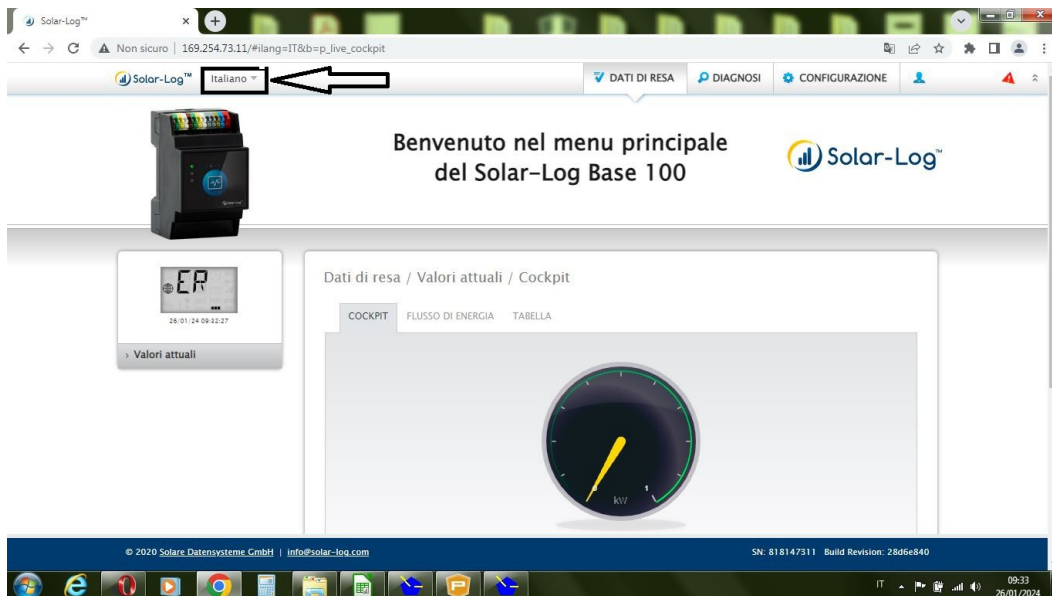 Solar-Log™
Non sicuro | 169.254.73.11/#ilang=IT&b=p_live_cockpit
Solar-Log™ Italiano DATI DI RESA DIAGNOSI CONFIGURAZIONE
Benvenuto nel menu principale
del Solar-Log Base 100
Solar-Log™
ER
26/01/24 09:32:27
Valori attuali
Dati di resa / Valori attuali / Cockpit
COCKPIT FLUSSO DI ENERGIA TABELLA
0 1
kW
© 2020 Solare Datensysteme GmbH | info@solar-log.com SN: 818147311 Build Revision: 28d6e840
IT 09:33
26/01/2024